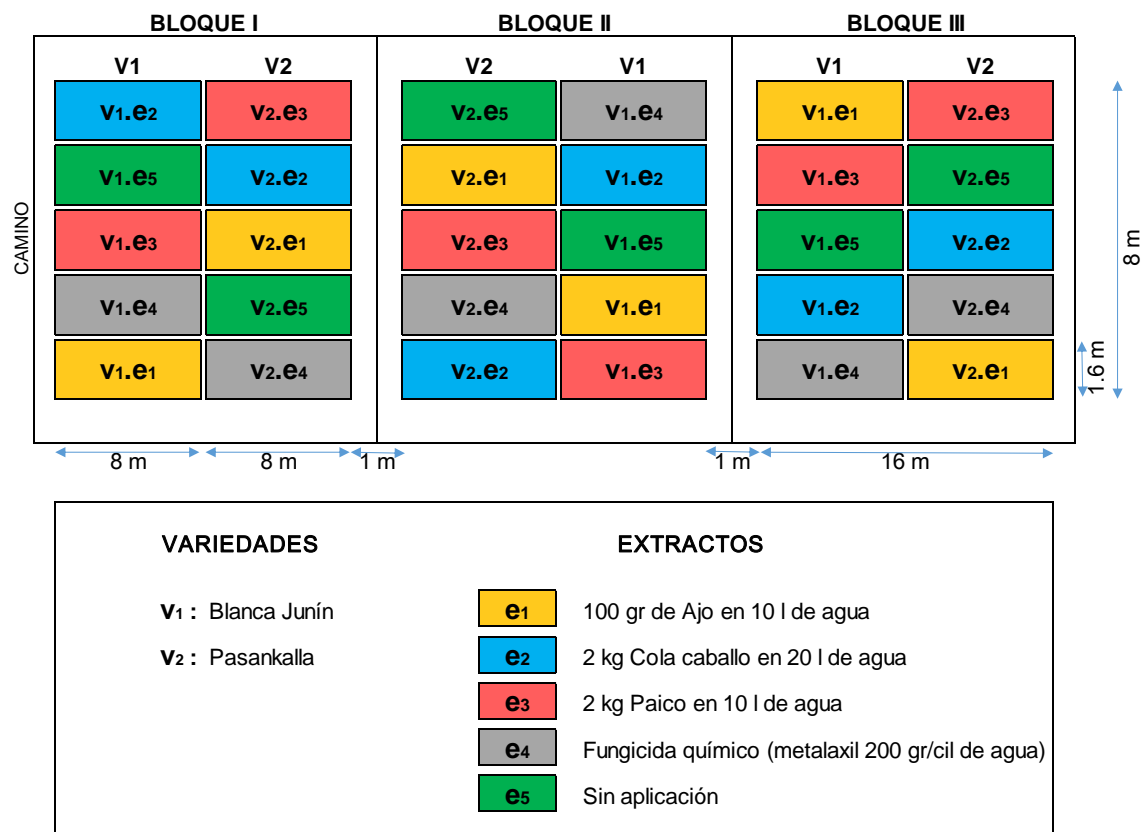 BLOQUE I BLOQUE II BLOQUE III
V1 V2 V2 V1 V1 V2
v1.e2 v2.e3 v2.e5 v1.e4 v1.e1 v2.e3
v1.e5 v2.e2 v2.e1 v1.e2 v1.e3 v2.e5
v1.e3 v2.e1 v2.e3 v1.e5 v1.e5 v2.e2
v1.e4 v2.e5 v2.e4 v1.e1 v1.e2 v2.e4
v1.e1 v2.e4 v2.e2 v1.e3 v1.e4 v2.e1
CAMINO
8 m
1.6 m
8 m 8 m 1 m 1 m 16 m
VARIEDADES EXTRACTOS
v1 : Blanca Junín
v2 : Pasankalla
e1 100 gr de Ajo en 10 l de agua
e2 2 kg Cola caballo en 20 l de agua
e3 2 kg Paico en 10 l de agua
e4 Fungicida químico (metalaxil 200 gr/cil de agua)
e5 Sin aplicación